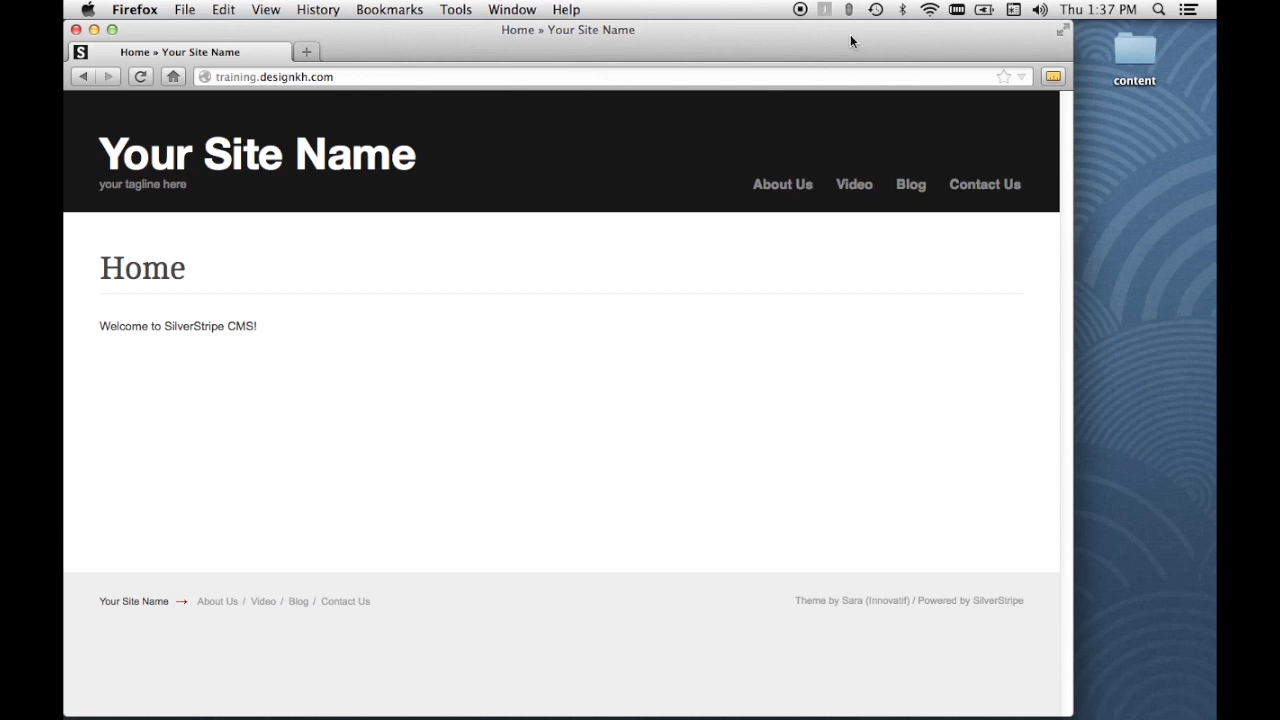 Firefox File Edit View History Bookmarks Tools Window Help Thu 1:37 PM
Home » Your Site Name
S Home » Your Site Name +
training.designkh.com
content
Your Site Name
your tagline here
About Us Video Blog Contact Us
Home
Welcome to SilverStripe CMS!
Your Site Name → About Us / Video / Blog / Contact Us
Theme by Sara (Innovatif) / Powered by SilverStripe